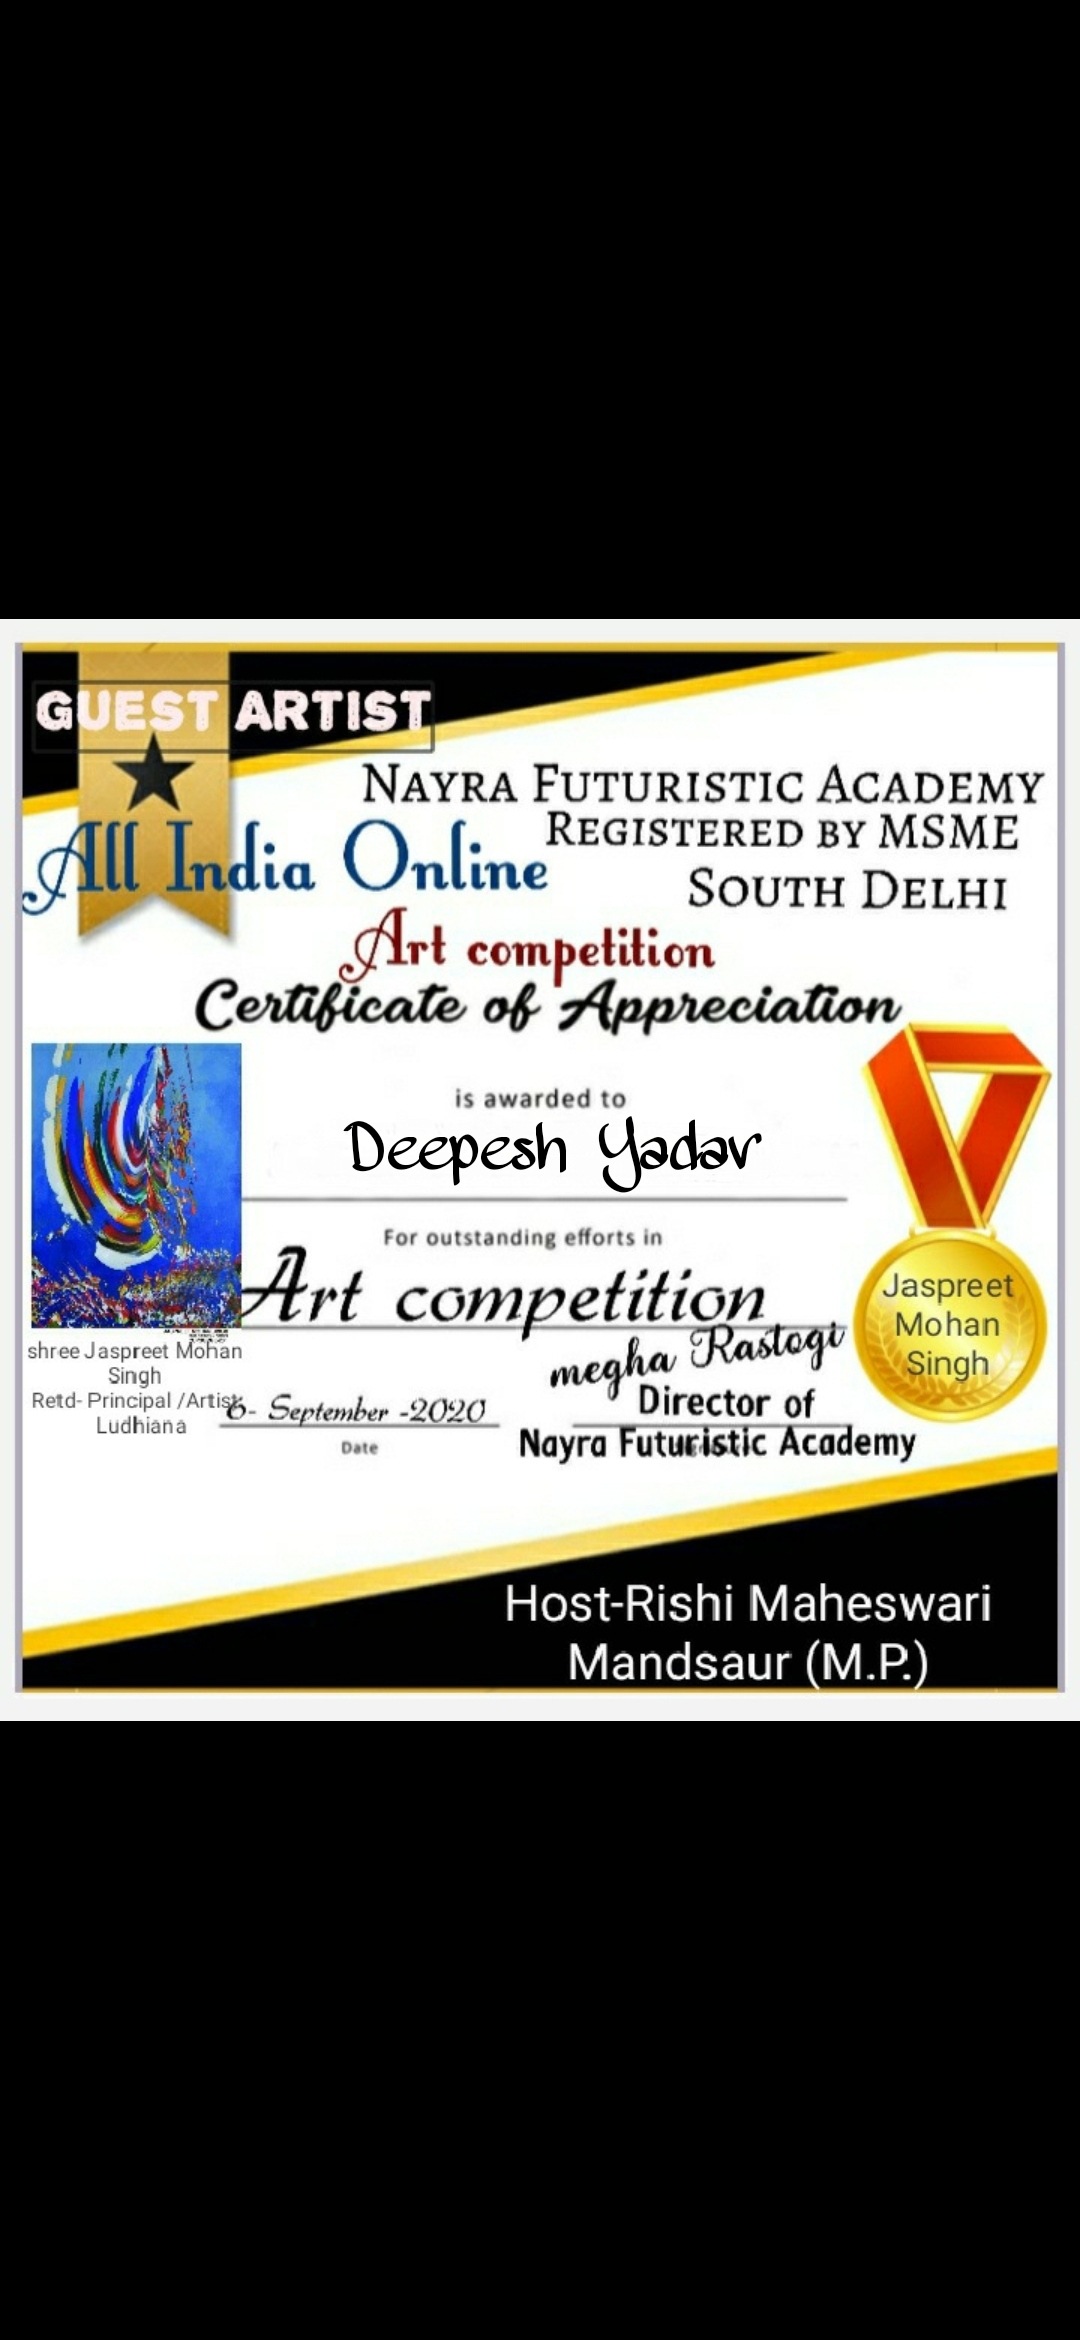 GUEST ARTIST
NAYRA FUTURISTIC ACADEMY
REGISTERED BY MSME
SOUTH DELHI
All India Online
Art competition
Certificate of Appreciation
is awarded to
Deepesh Yadav
For outstanding efforts in
Art competition
Jaspreet
Mohan
Singh
shree Jaspreet Mohan
Singh
Retd- Principal /Artist
Ludhiana
6- September -2020
Date
megha Rastogi
Director of
Nayra Futuristic Academy
Host-Rishi Maheswari
Mandsaur (M.P.)